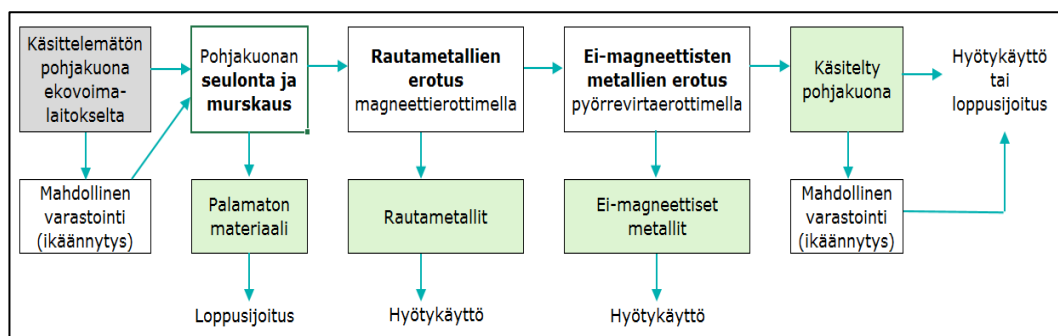 Käsittelemätön
pohjakuona
ekovoima-
laitokselta
Pohjakuonan
seulonta ja
murskaus
Rautametallien
erotus
magneettierottimella
Ei-magneettisten
metallien erotus
pyörrevirtaerottimella
Käsitelty
pohjakuona
Hyötykäyttö
tai
loppusijoitus
Mahdollinen
varastointi
(ikäännytys)
Palamaton
materiaali
Rautametallit
Ei-magneettiset
metallit
Mahdollinen
varastointi
(ikäännytys)
Loppusijoitus
Hyötykäyttö
Hyötykäyttö